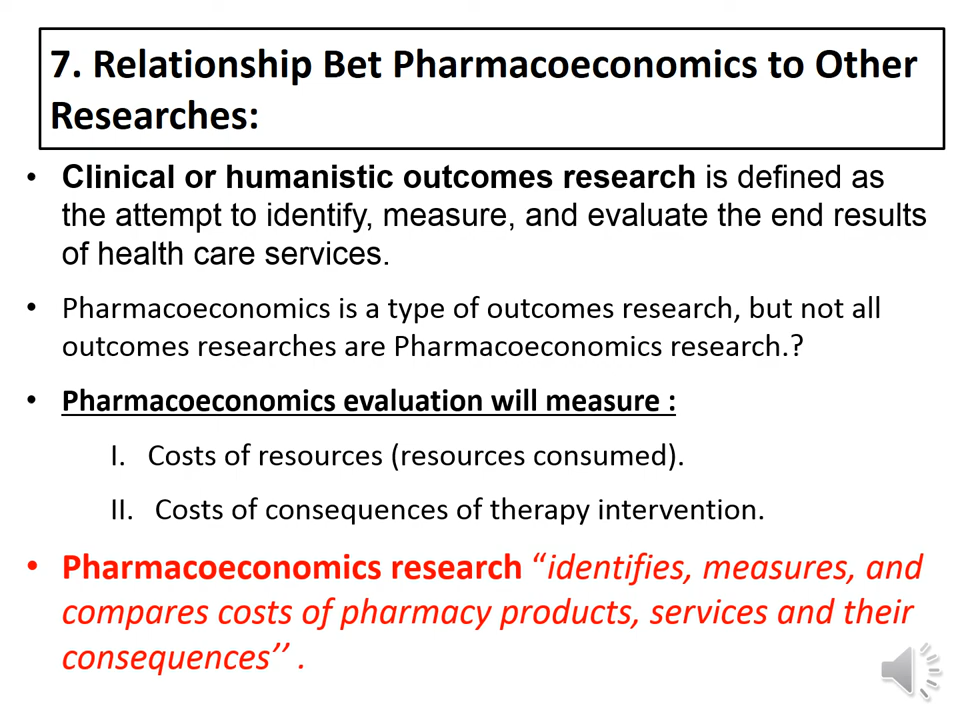 7. Relationship Bet Pharmacoeconomics to Other
Researches:
• Clinical or humanistic outcomes research is defined as
the attempt to identify, measure, and evaluate the end results
of health care services.
• Pharmacoeconomics is a type of outcomes research, but not all
outcomes researches are Pharmacoeconomics research.?
• Pharmacoeconomics evaluation will measure :
I. Costs of resources (resources consumed).
II. Costs of consequences of therapy intervention.
• Pharmacoeconomics research “identifies, measures, and
compares costs of pharmacy products, services and their
consequences’’ .